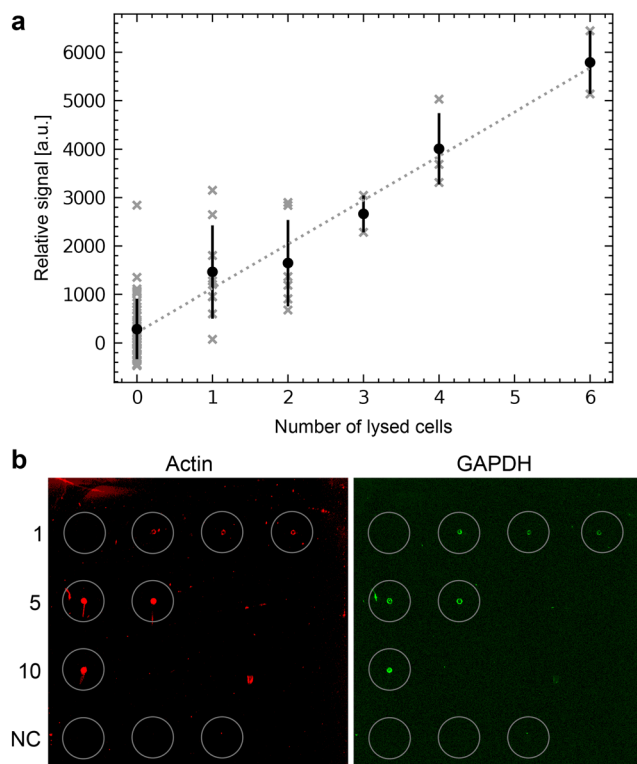 a
6000
5000
4000
3000
2000
1000
0
Relative signal [a.u.]
0 1 2 3 4 5 6
Number of lysed cells
b
Actin GAPDH
1
5
10
NC